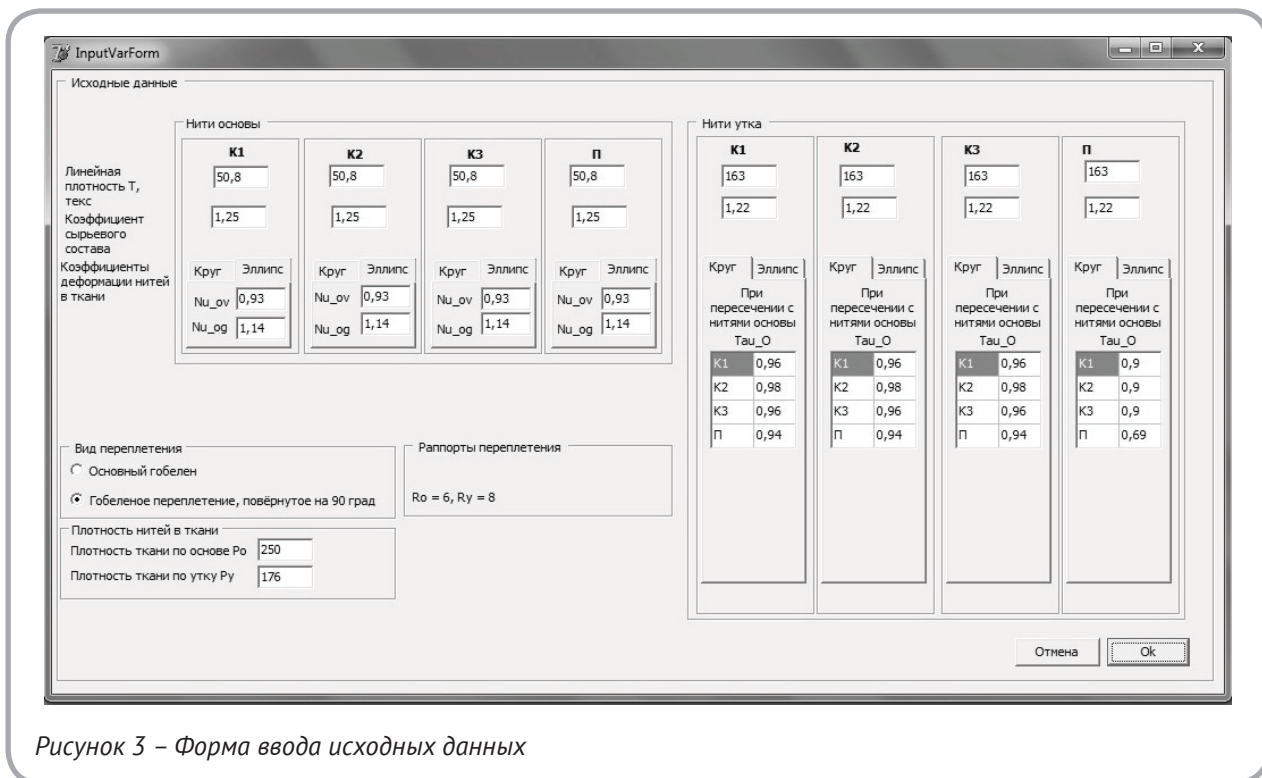 InputVarForm
Исходные данные
Нити основы
К1
К2
К3
П
Линейная
плотность Т,
текс
50,8
50,8
50,8
50,8
Коэффициент
сырьевого
состава
1,25
1,25
1,25
1,25
Коэффициенты
деформации нитей
в ткани
Круг Эллипс
Nu_ov 0,93
Nu_og 1,14
Круг Эллипс
Nu_ov 0,93
Nu_og 1,14
Круг Эллипс
Nu_ov 0,93
Nu_og 1,14
Круг Эллипс
Nu_ov 0,93
Nu_og 1,14
Нити утка
К1
163
1,22
Круг Эллипс
При
пересечении с
нитями основы
Tau_O
К1 0,96
К2 0,98
К3 0,96
П 0,94
К2
163
1,22
Круг Эллипс
При
пересечении с
нитями основы
Tau_O
К1 0,96
К2 0,98
К3 0,96
П 0,94
К3
163
1,22
Круг Эллипс
При
пересечении с
нитями основы
Tau_O
К1 0,96
К2 0,98
К3 0,96
П 0,94
П
163
1,22
Круг Эллипс
При
пересечении с
нитями основы
Tau_O
К1 0,9
К2 0,9
К3 0,9
П 0,69
Вид переплетения
Основный гобелен
Гобеленое переплетение, повёрнутое на 90 град
Раппорты переплетения
Ro = 6, Ry = 8
Плотность нитей в ткани
Плотность ткани по основе Po 250
Плотность ткани по утку Py 176
Отмена
Ok
Рисунок 3 – Форма ввода исходных данных